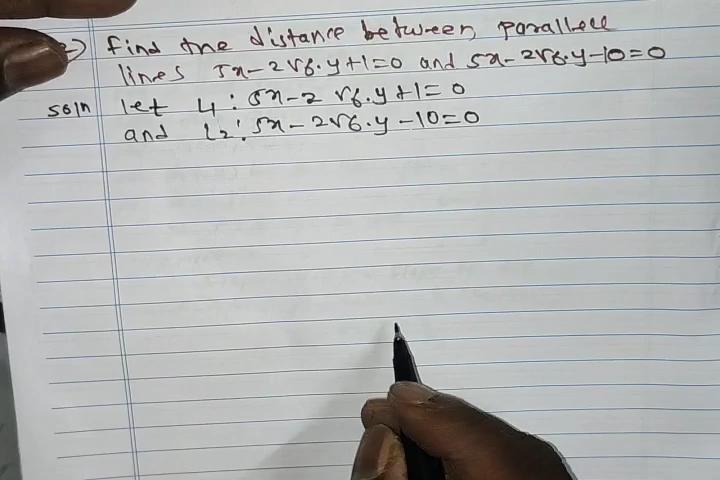 2) find the distance between parallel
lines 5x-2√6.y+1=0 and 5x-2√6.y-10=0
soln let L1: 5x-2√6.y+1=0
and L2: 5x-2√6.y-10=0